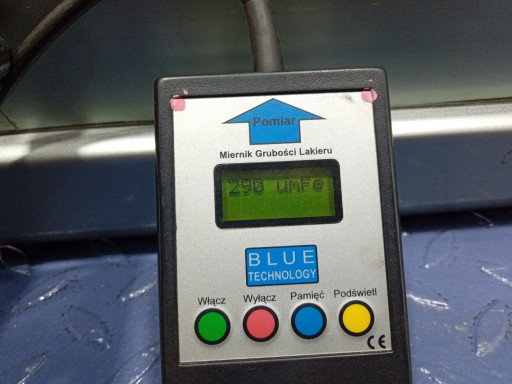 Pomiar
Miernik Grubości Lakieru
290 umFe
BLUE
TECHNOLOGY
Włącz Wyłącz Pamięć Podświetl
CE